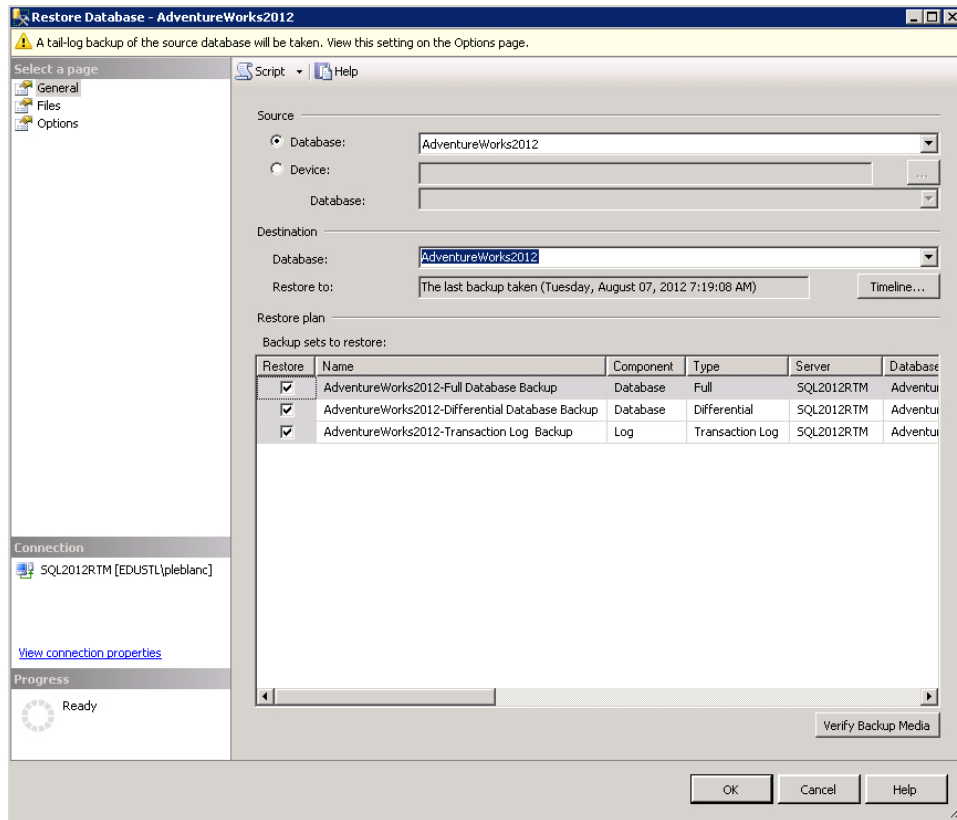 Restore Database - AdventureWorks2012
A tail-log backup of the source database will be taken. View this setting on the Options page.
Select a page
General
Files
Options
Script Help
Source
Database: AdventureWorks2012
Device: ...
Database:
Destination
Database: AdventureWorks2012
Restore to: The last backup taken (Tuesday, August 07, 2012 7:19:08 AM) Timeline...
Restore plan
Backup sets to restore:
Restore Name Component Type Server Database
AdventureWorks2012-Full Database Backup Database Full SQL2012RTM Adventu
AdventureWorks2012-Differential Database Backup Database Differential SQL2012RTM Adventu
AdventureWorks2012-Transaction Log  Backup Log Transaction Log SQL2012RTM Adventu
Connection
SQL2012RTM [EDUSTL\pleblanc]
View connection properties
Progress
Ready
Verify Backup Media
OK Cancel Help